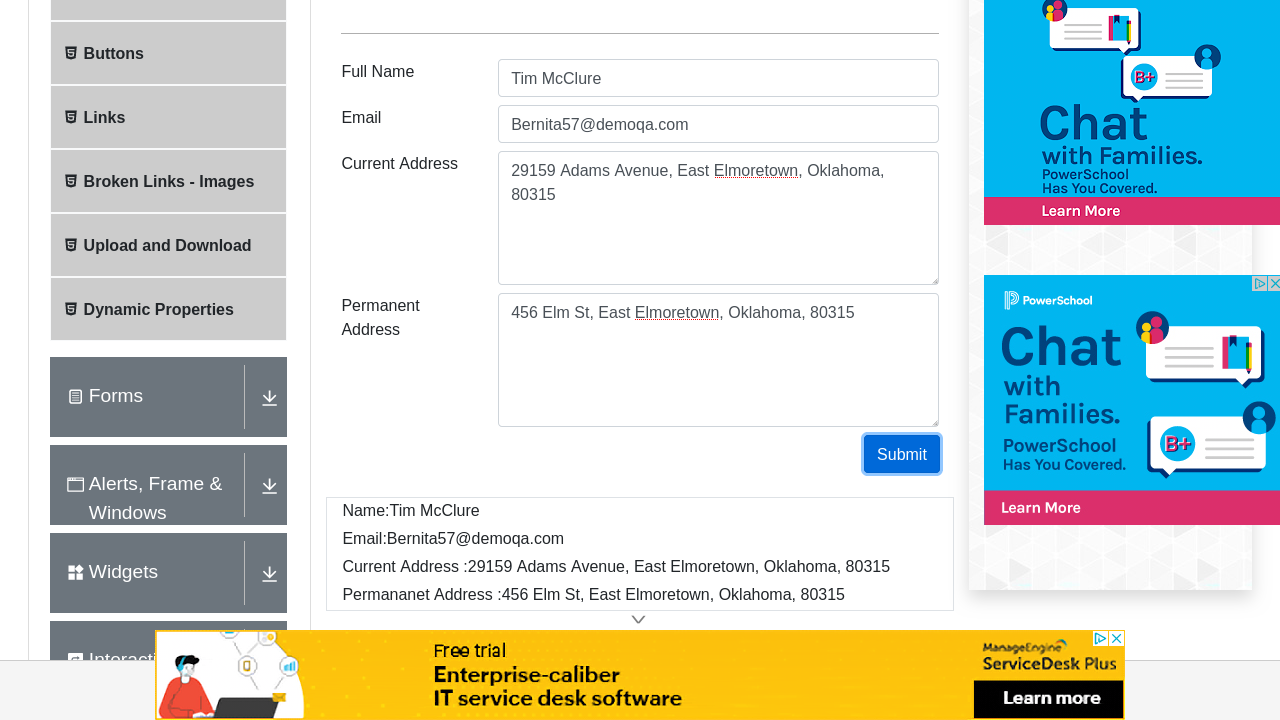 Buttons
Links
Broken Links - Images
Upload and Download
Dynamic Properties
Forms
Alerts, Frame &
Windows
Widgets
Full Name
Tim McClure
Email
Bernita57@demoqa.com
Current Address
29159 Adams Avenue, East Elmoretown, Oklahoma,
80315
Permanent
Address
456 Elm St, East Elmoretown, Oklahoma, 80315
Submit
Name:Tim McClure
Email:Bernita57@demoqa.com
Current Address :29159 Adams Avenue, East Elmoretown, Oklahoma, 80315
Permananet Address :456 Elm St, East Elmoretown, Oklahoma, 80315
B+
Chat
with Families.
PowerSchool
Has You Covered.
Learn More
PowerSchool
Chat
with
Families.
PowerSchool
Has You Covered.
B+
Learn More
Free trial
Enterprise-caliber
IT service desk software
ManageEngine
ServiceDesk Plus
Learn more